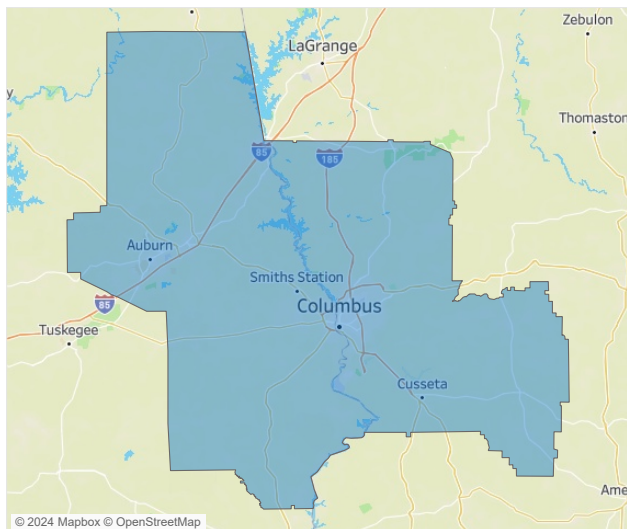 Zebulon
LaGrange
y
Thomaston
85
185
Auburn
Smiths Station
85
Columbus
Tuskegee
Cusseta
Ame
© 2024 Mapbox © OpenStreetMap